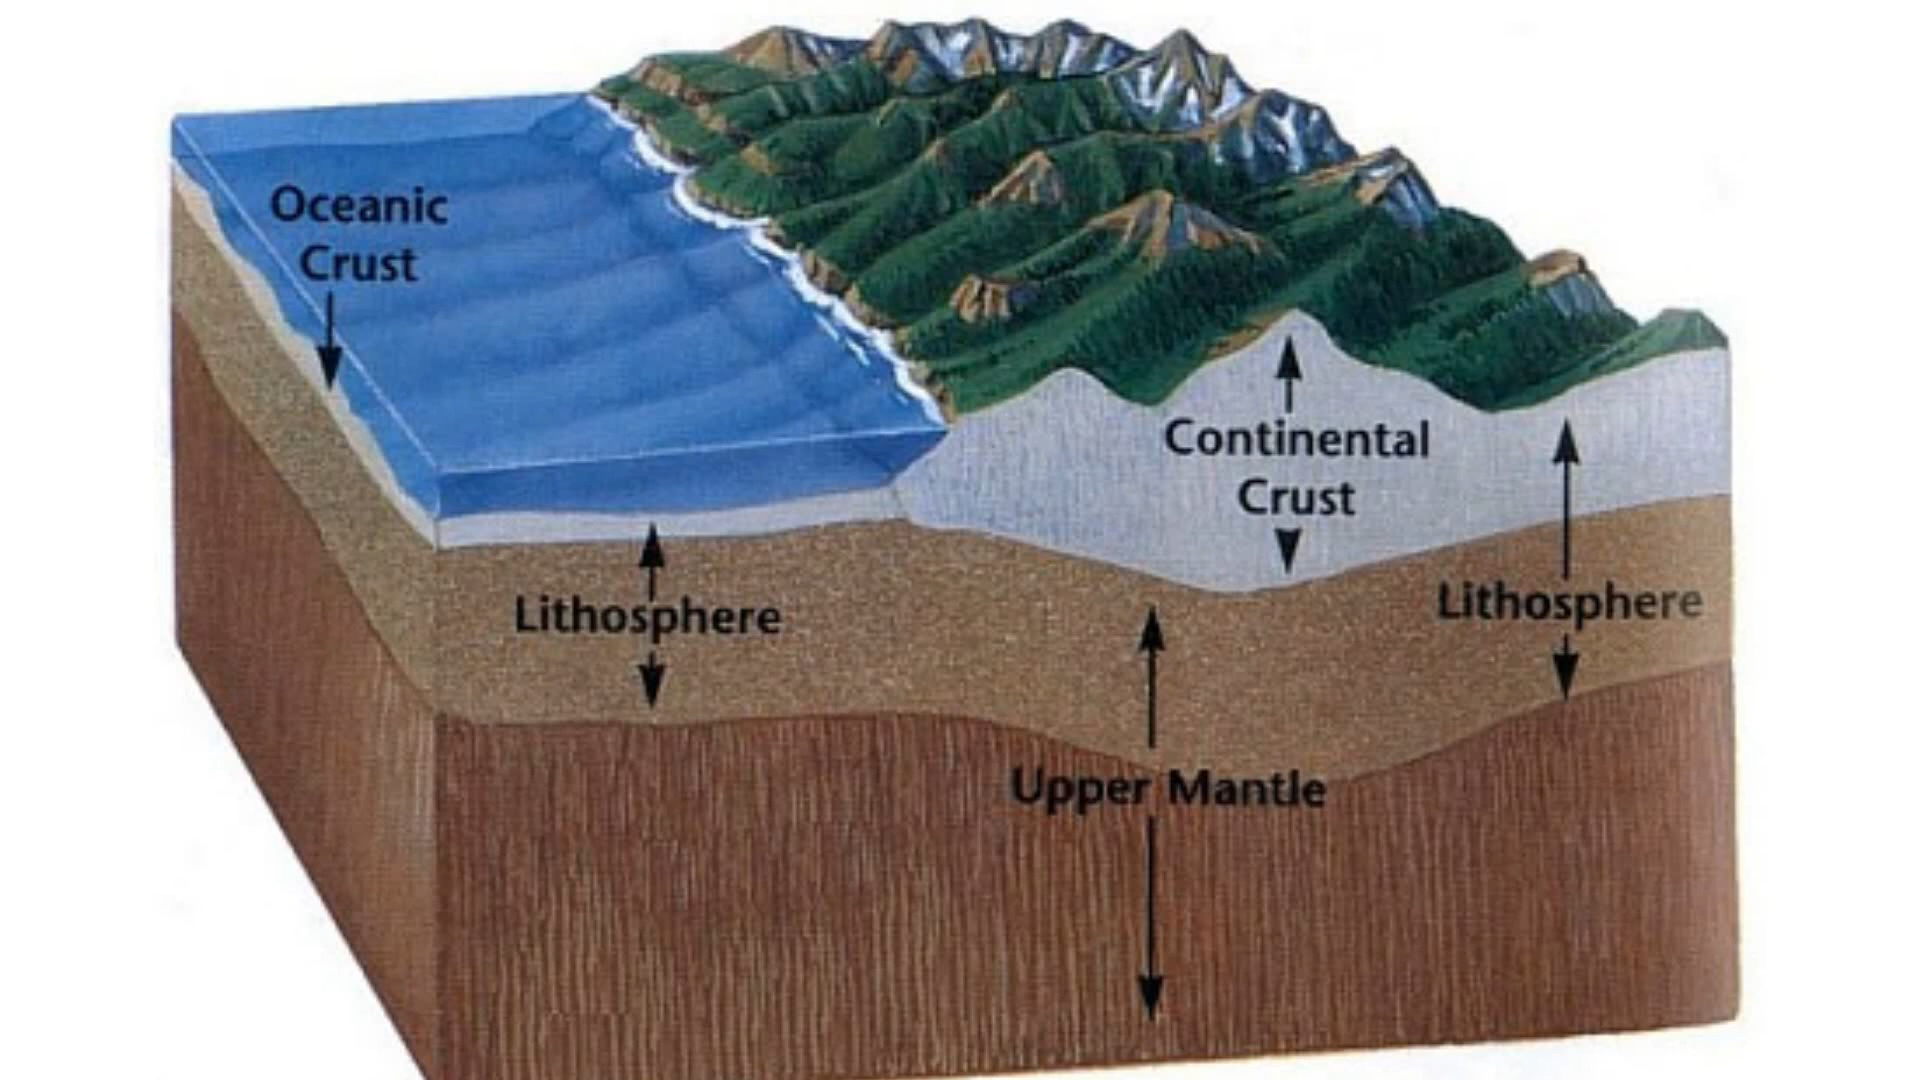 Oceanic
Crust
Continental
Crust
Lithosphere
Lithosphere
Upper Mantle